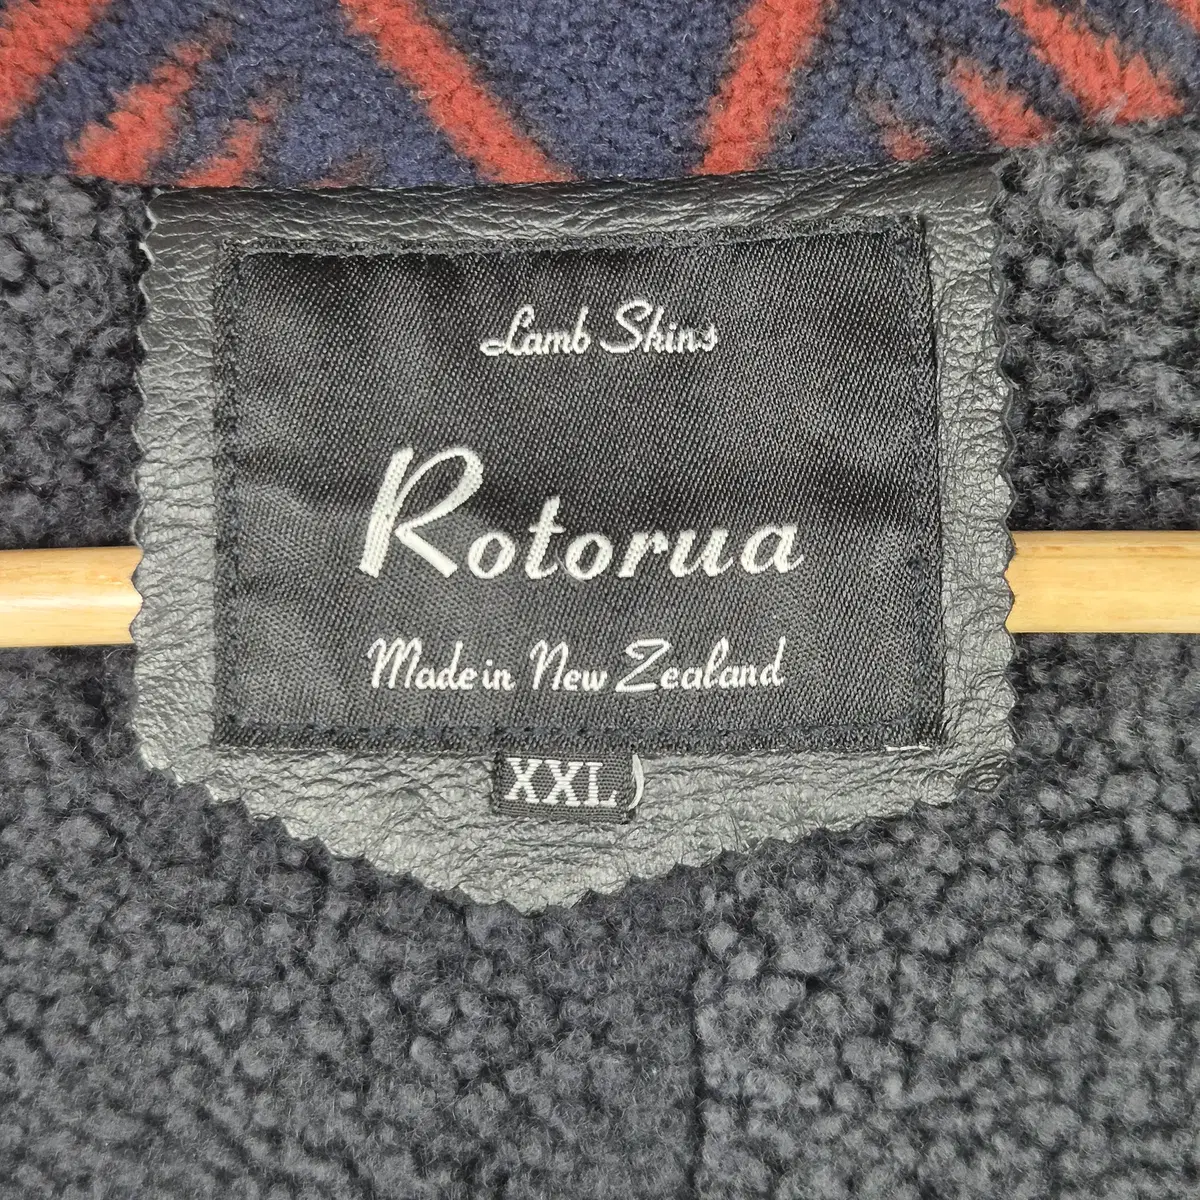 Lamb Skins
Rotorua
Made in New Zealand
XXL